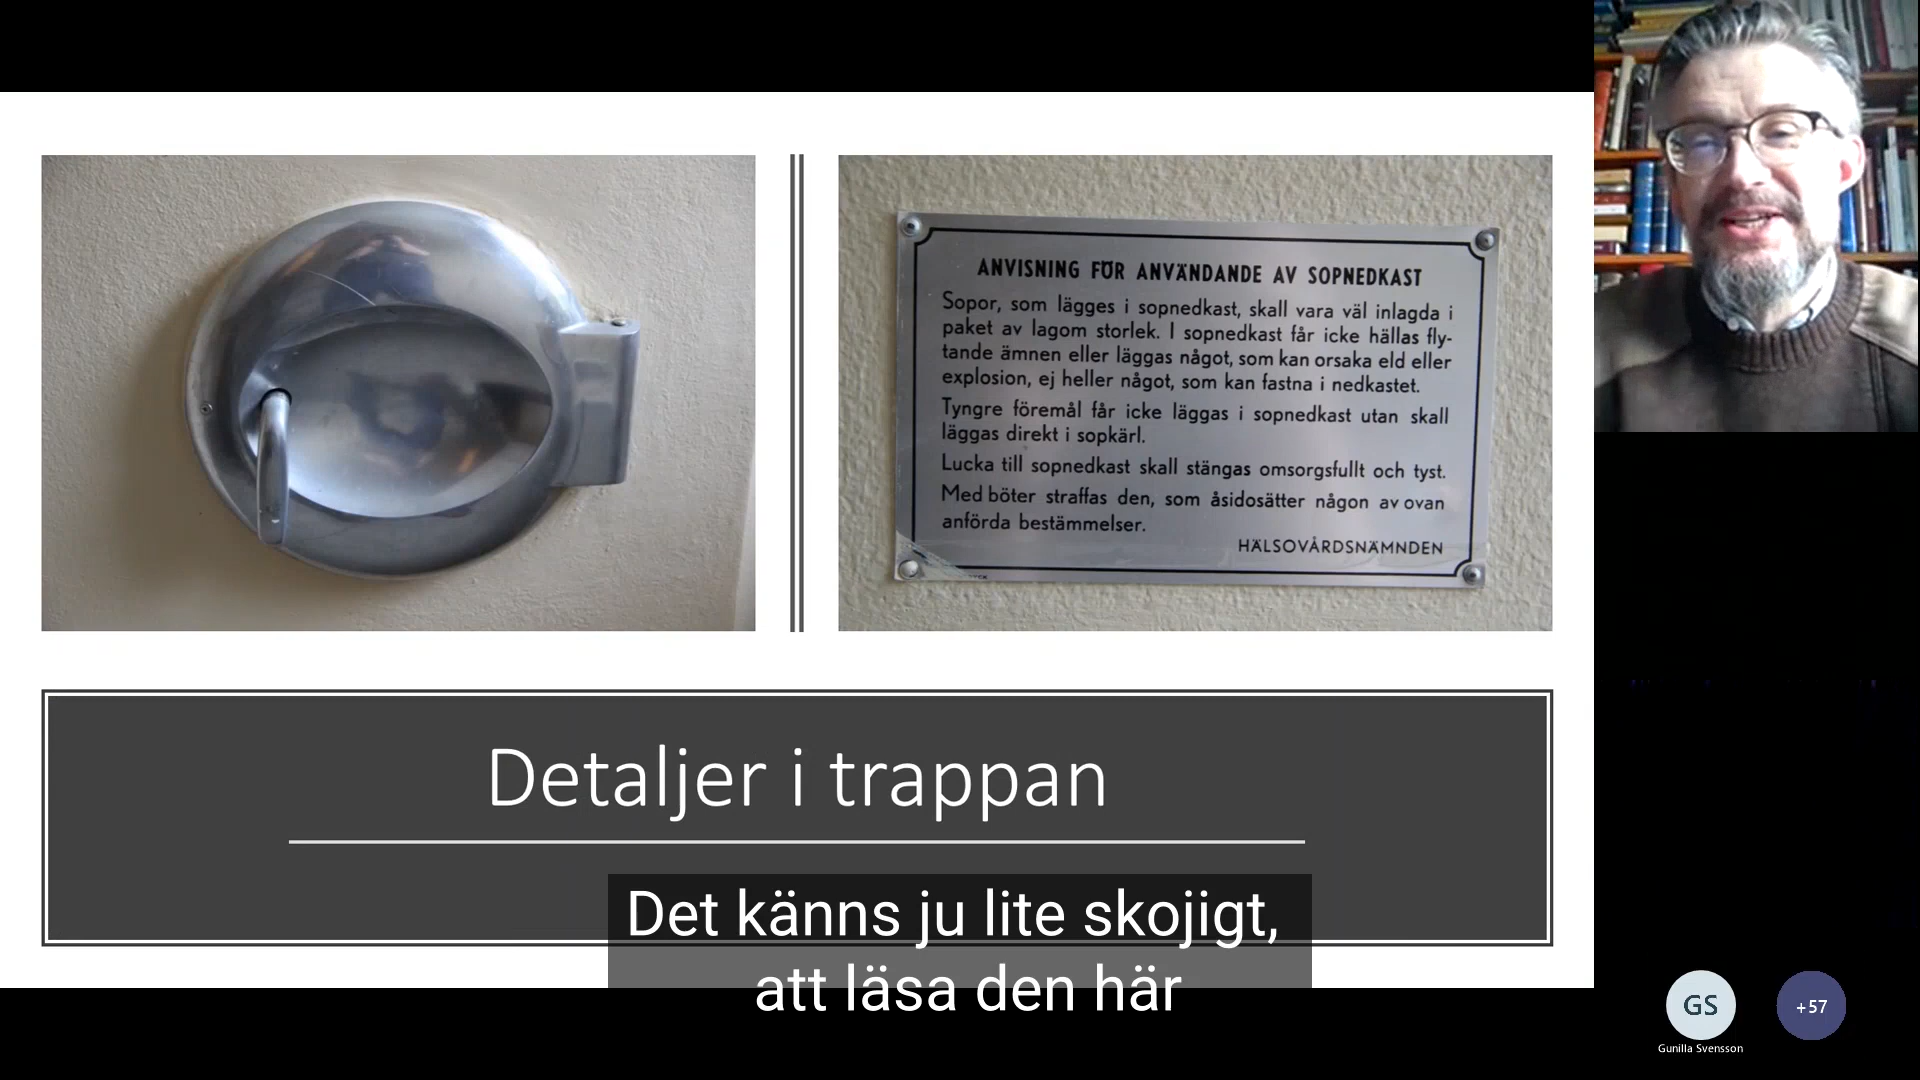 ANVISNING FÖR ANVÄNDANDE AV SOPNEDKAST
Sopor, som lägges i sopnedkast, skall vara väl inlagda i
paket av lagom storlek. I sopnedkast får icke hällas fly-
tande ämnen eller läggas något, som kan orsaka eld eller
explosion, ej heller något, som kan fastna i nedkastet.
Tyngre föremål får icke läggas i sopnedkast utan skall
läggas direkt i sopkärl.
Lucka till sopnedkast skall stängas omsorgsfullt och tyst.
Med böter straffas den, som åsidosätter någon av ovan
anförda bestämmelser.
HÄLSOVÅRDSNÄMNDEN
Detaljer i trappan
Det känns ju lite skojigt,
att läsa den här
GS
+57
Gunilla Svensson